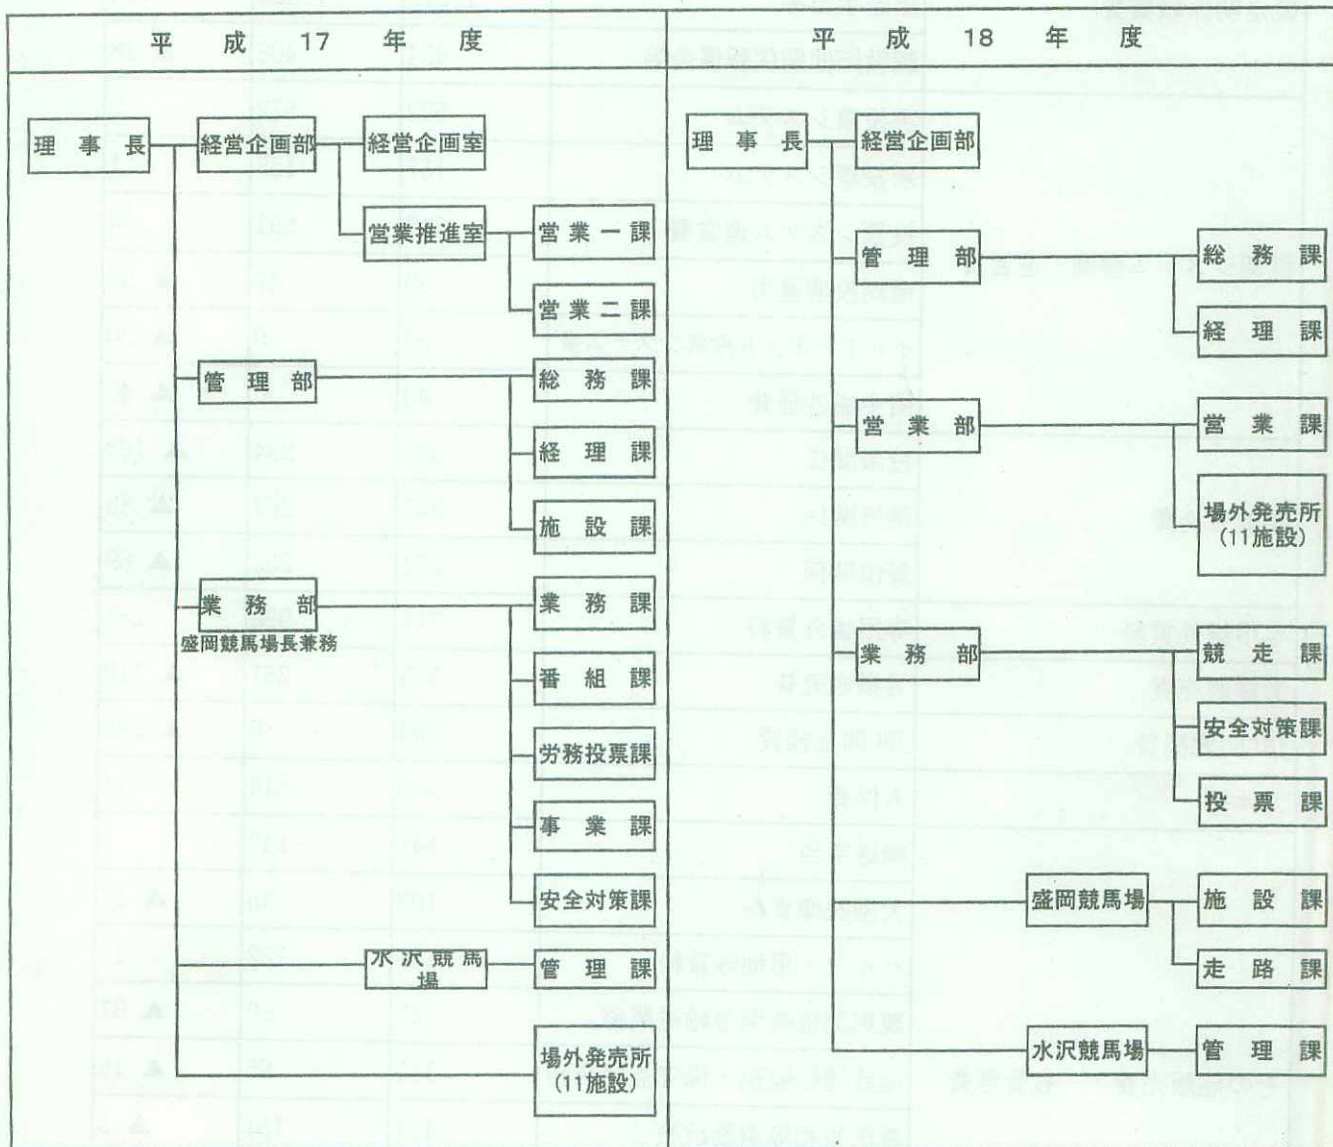 平成17年度
理事長
経営企画部
経営企画室
営業推進室
営業一課
営業二課
管理部
総務課
経理課
施設課
業務部
盛岡競馬場長兼務
業務課
番組課
労務投票課
事業課
安全対策課
水沢競馬場
管理課
場外発売所
(11施設)
平成18年度
理事長
経営企画部
管理部
総務課
経理課
営業部
営業課
場外発売所
(11施設)
業務部
競走課
安全対策課
投票課
盛岡競馬場
施設課
走路課
水沢競馬場
管理課